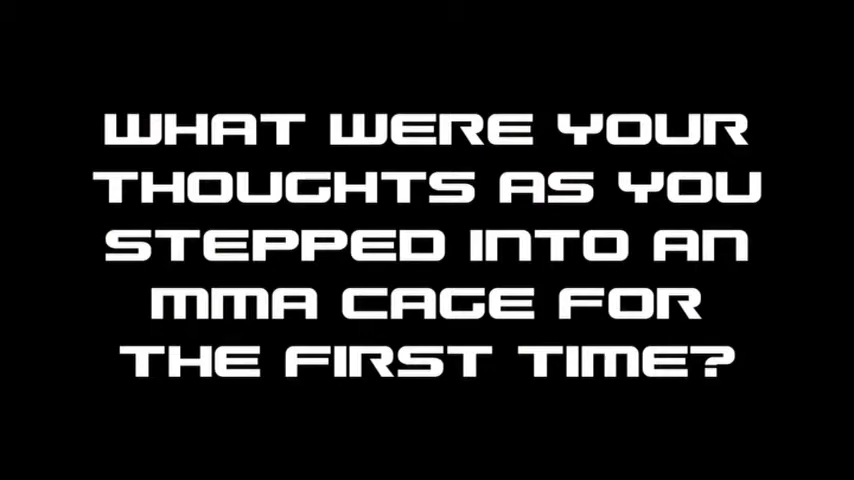 WHAT WERE YOUR
THOUGHTS AS YOU
STEPPED INTO AN
MMA CAGE FOR
THE FIRST TIME?